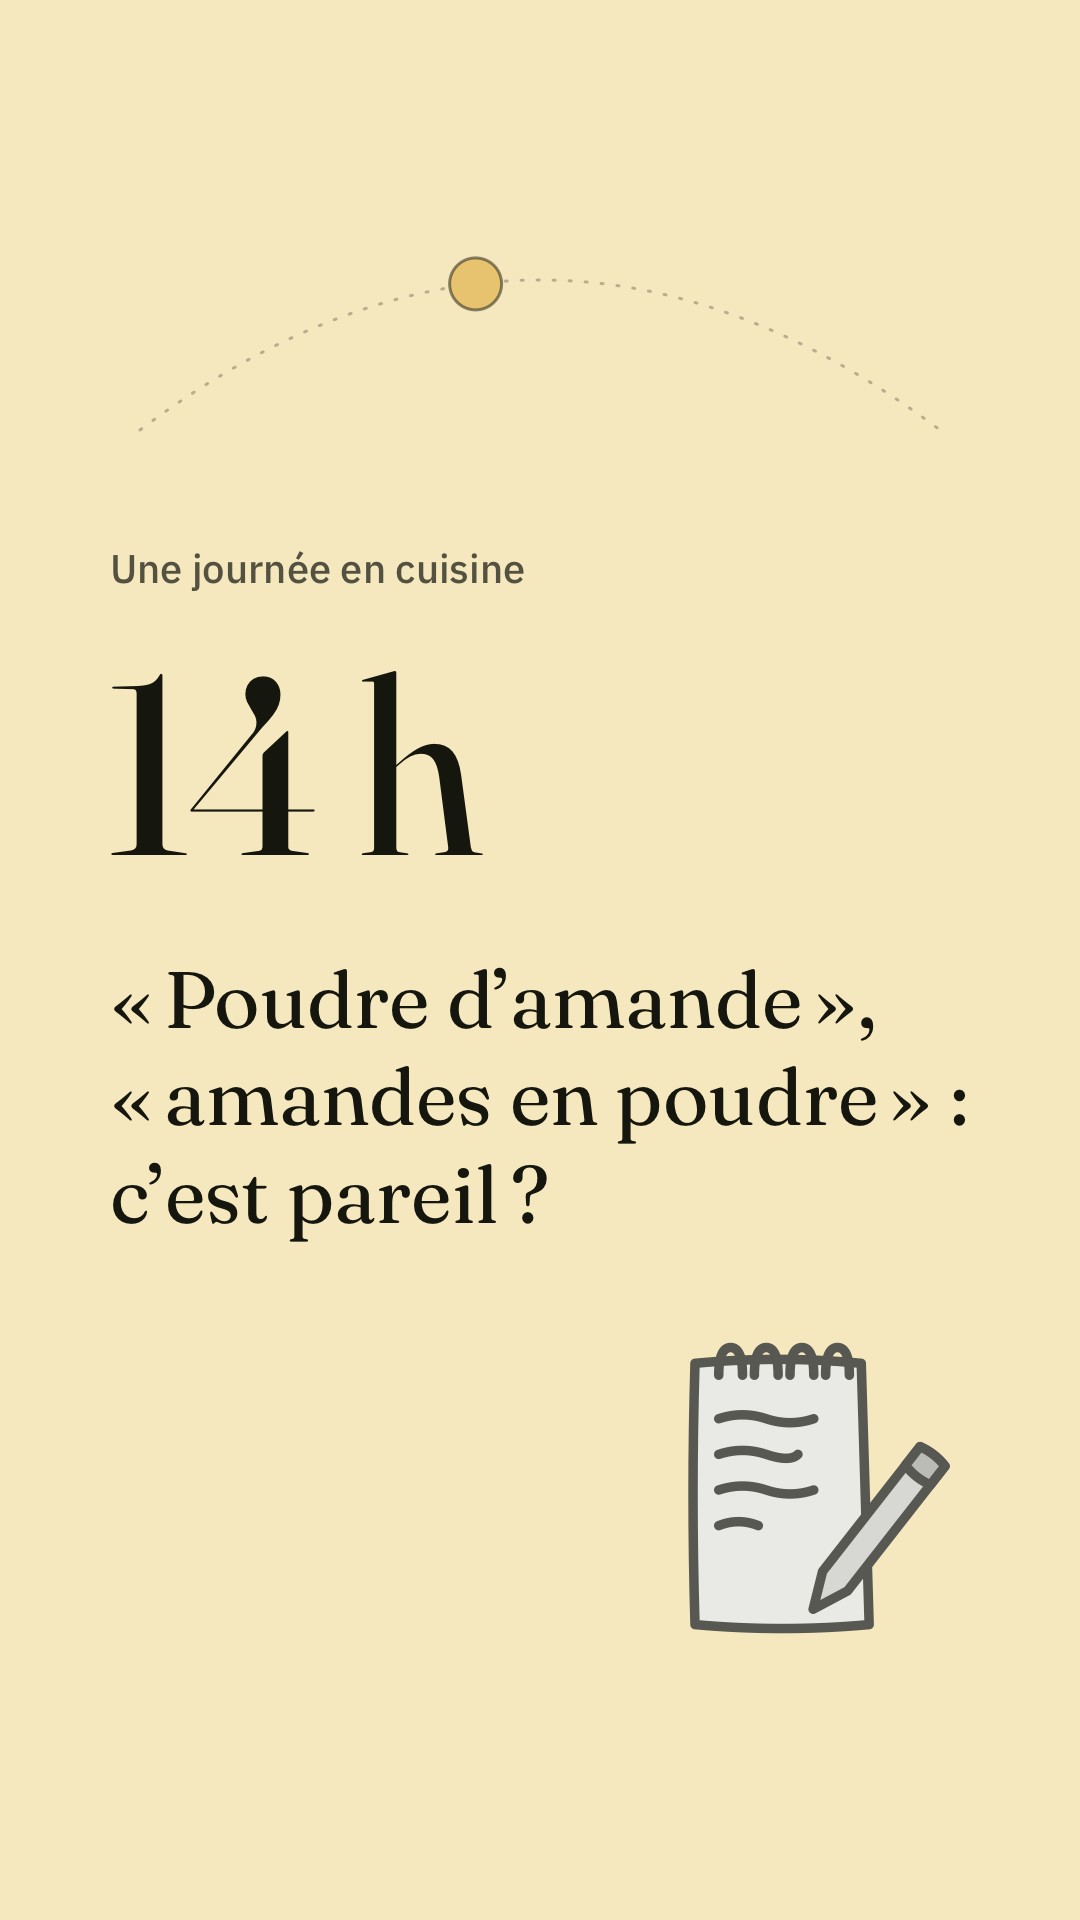 Une journée en cuisine
14 h
« Poudre d’amande »,
« amandes en poudre » :
c’est pareil ?